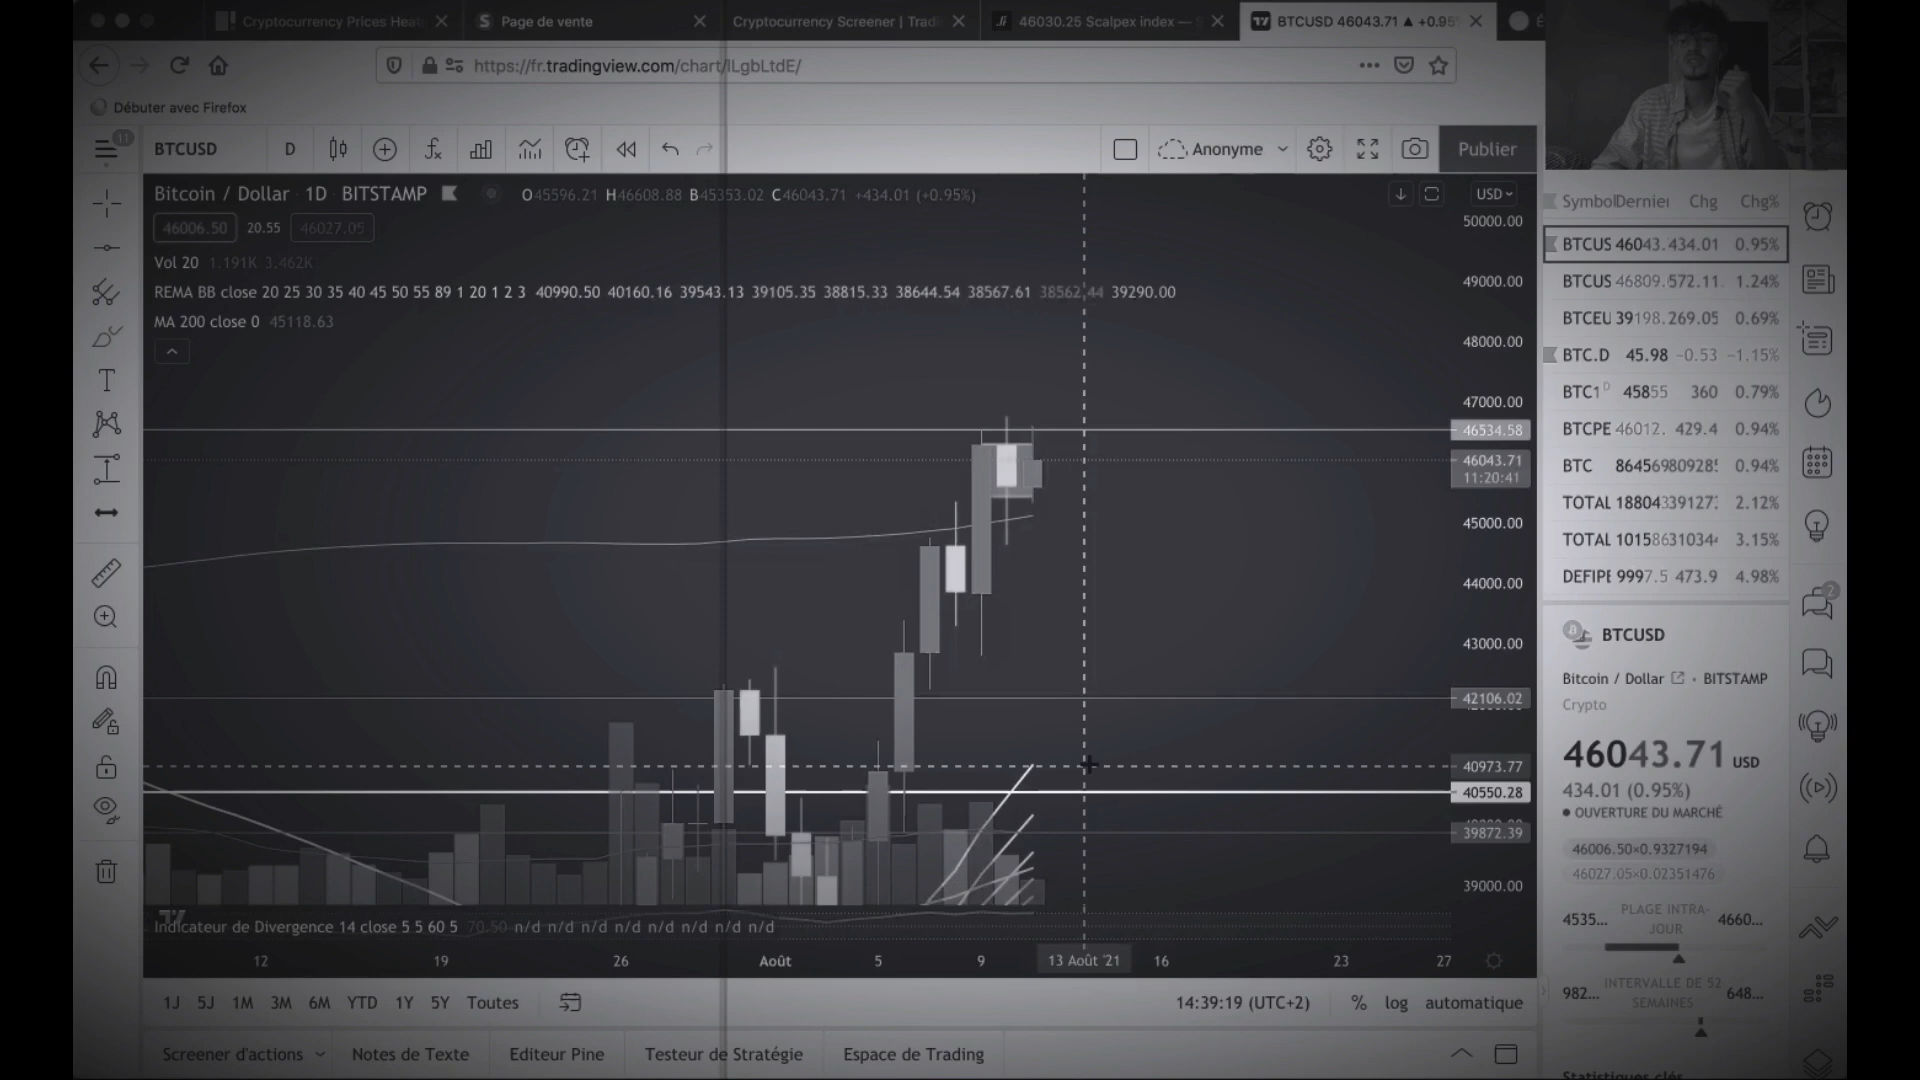 Cryptocurrency Prices Heat
Page de vente
Cryptocurrency Screener | Tradi
46030.25 Scalpex index —
BTCUSD 46043.71 ▲ +0.95
https://fr.tradingview.com/chart/lLgbLtdE/
Débuter avec Firefox
11
BTCUSD
D
Anonyme
Publier
Bitcoin / Dollar 1D BITSTAMP
O45596.21 H46608.88 B45353.02 C46043.71 +434.01 (+0.95%)
46006.50 20.55 46027.05
Vol 20 1.191K 3.462K
REMA BB close 20 25 30 35 40 45 50 55 89 1 20 1 2 3 40990.50 40160.16 39543.13 39105.35 38815.33 38644.54 38567.61 38562.44 39290.00
MA 200 close 0 45118.63
USD
50000.00
49000.00
48000.00
47000.00
46534.58
46043.71
11:20:41
45000.00
44000.00
43000.00
42106.02
40973.77
40550.28
39872.39
39000.00
Indicateur de Divergence 14 close 5 5 60 5 70.50 n/d n/d n/d n/d n/d n/d n/d n/d
12 19 26 Août 5 9 13 Août '21 16 23 27
1J 5J 1M 3M 6M YTD 1Y 5Y Toutes
14:39:19 (UTC+2) % log automatique
Screener d'actions Notes de Texte Editeur Pine Testeur de Stratégie Espace de Trading
Symbol Dernier Chg Chg%
BTCUS 46043. 434.01 0.95%
BTCUS 46809. 572.11 1.24%
BTCEU 39198. 269.05 0.69%
BTC.D 45.98 −0.53 −1.15%
BTC1 D 45855 360 0.79%
BTCPE 46012. 429.4 0.94%
BTC 864569809285 0.94%
TOTAL 188043391273 2.12%
TOTAL 10158631034 3.15%
DEFIPE 9997.5 473.9 4.98%
2
BTCUSD
Bitcoin / Dollar • BITSTAMP
Crypto
46043.71 USD
434.01 (0.95%)
● OUVERTURE DU MARCHÉ
46006.50×0.9327194
46027.05×0.02351476
4535... PLAGE INTRA-JOUR 4660...
982... INTERVALLE DE 52 SEMAINES 648...
Statistiques clés